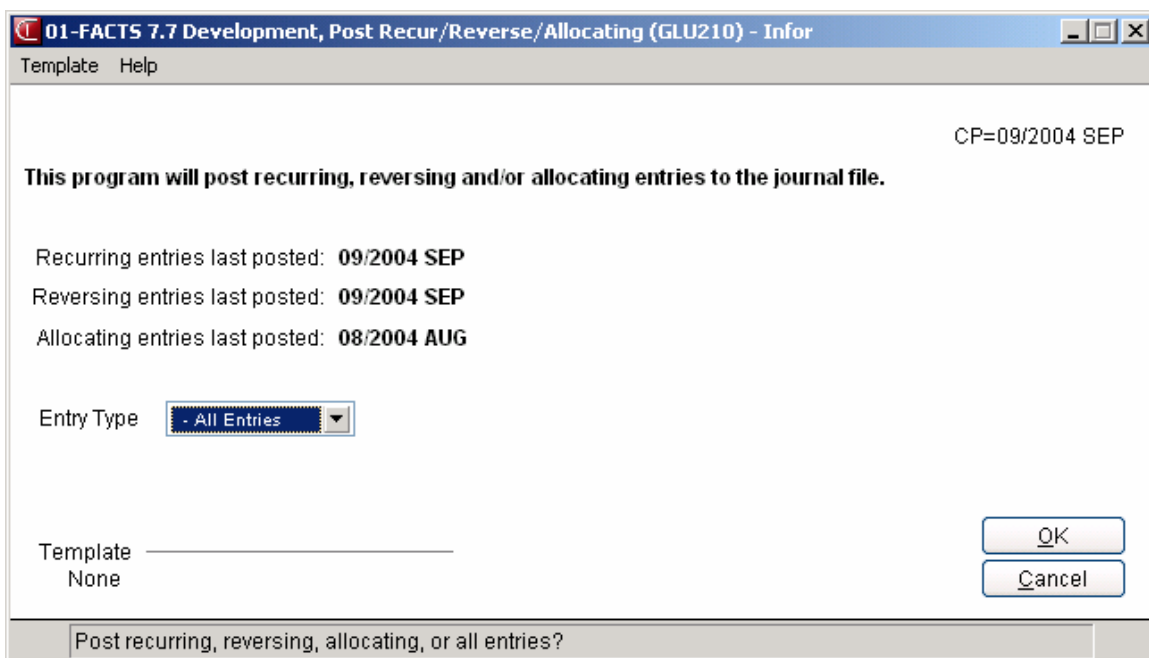 01-FACTS 7.7 Development, Post Recur/Reverse/Allocating (GLU210) - Infor
Template Help
CP=09/2004 SEP
This program will post recurring, reversing and/or allocating entries to the journal file.
Recurring entries last posted: 09/2004 SEP
Reversing entries last posted: 09/2004 SEP
Allocating entries last posted: 08/2004 AUG
Entry Type - All Entries
OK
Template
None
Cancel
Post recurring, reversing, allocating, or all entries?